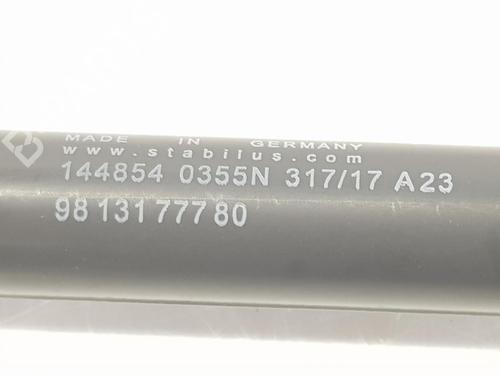 MADE IN GERMANY
www.stabilus.com
144854 0355N 317/17 A23
98 131 777 80